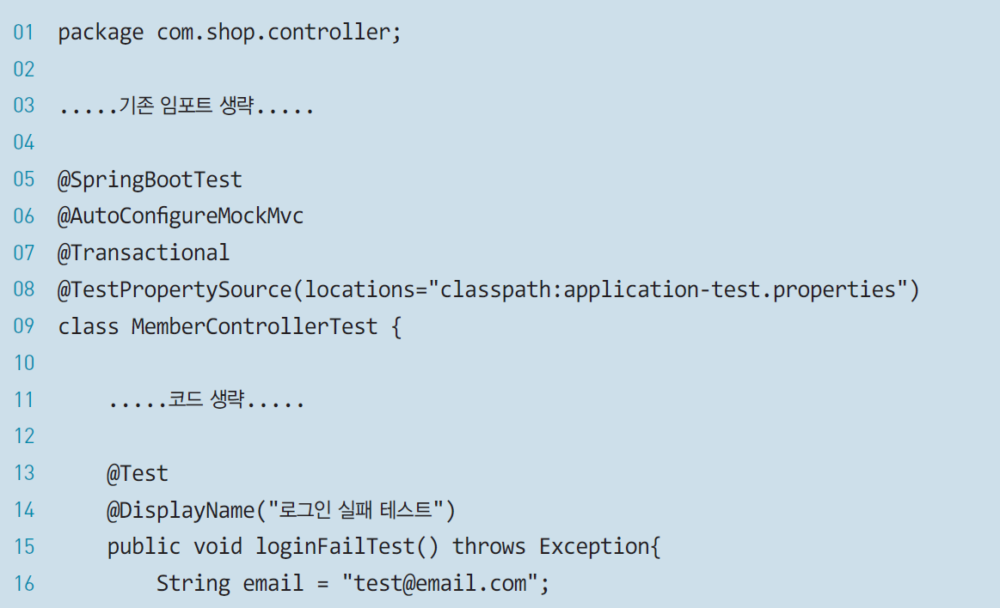 01 package com.shop.controller;
02
03 .....기존 임포트 생략.....
04
05 @SpringBootTest
06 @AutoConfigureMockMvc
07 @Transactional
08 @TestPropertySource(locations="classpath:application-test.properties")
09 class MemberControllerTest {
10
11     .....코드 생략.....
12
13     @Test
14     @DisplayName("로그인 실패 테스트")
15     public void loginFailTest() throws Exception{
16         String email = "test@email.com";